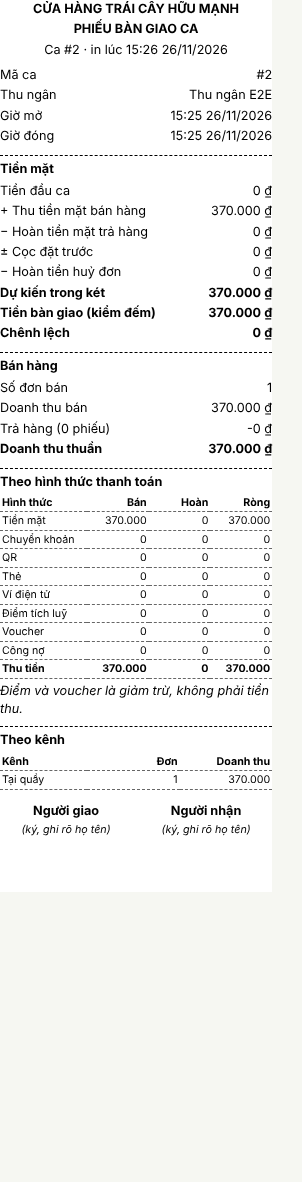 CỬA HÀNG TRÁI CÂY HỮU MẠNH
PHIẾU BÀN GIAO CA
Ca #2 · in lúc 15:26 26/11/2026
Mã ca #2
Thu ngân Thu ngân E2E
Giờ mở 15:25 26/11/2026
Giờ đóng 15:25 26/11/2026
Tiền mặt
Tiền đầu ca 0 ₫
+ Thu tiền mặt bán hàng 370.000 ₫
− Hoàn tiền mặt trả hàng 0 ₫
± Cọc đặt trước 0 ₫
− Hoàn tiền huỷ đơn 0 ₫
Dự kiến trong két 370.000 ₫
Tiền bàn giao (kiểm đếm) 370.000 ₫
Chênh lệch 0 ₫
Bán hàng
Số đơn bán 1
Doanh thu bán 370.000 ₫
Trả hàng (0 phiếu) -0 ₫
Doanh thu thuần 370.000 ₫
Theo hình thức thanh toán
Hình thức Bán Hoàn Ròng
Tiền mặt 370.000 0 370.000
Chuyển khoản 0 0 0
QR 0 0 0
Thẻ 0 0 0
Ví điện tử 0 0 0
Điểm tích luỹ 0 0 0
Voucher 0 0 0
Công nợ 0 0 0
Thu tiền 370.000 0 370.000
Điểm và voucher là giảm trừ, không phải tiền
thu.
Theo kênh
Kênh Đơn Doanh thu
Tại quầy 1 370.000
Người giao Người nhận
(ký, ghi rõ họ tên) (ký, ghi rõ họ tên)